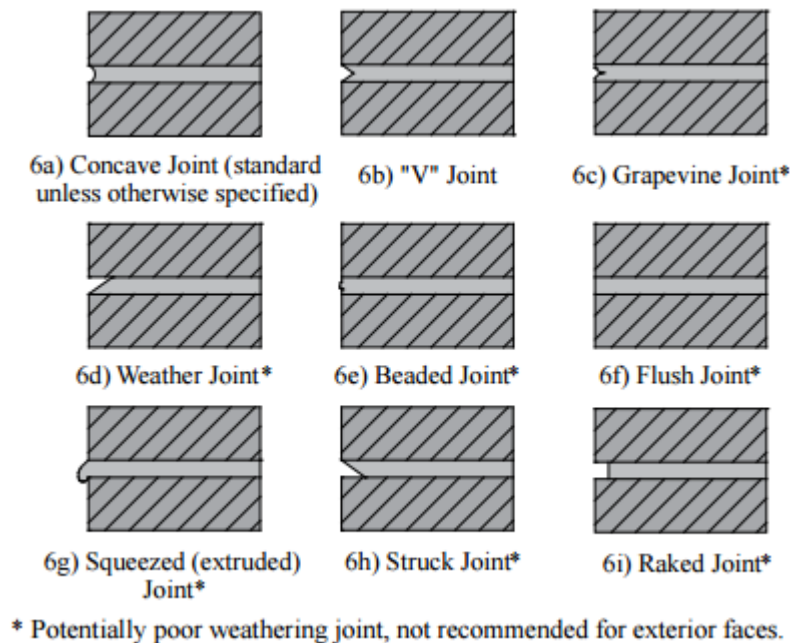 6a) Concave Joint (standard
unless otherwise specified)
6b) "V" Joint
6c) Grapevine Joint*
6d) Weather Joint*
6e) Beaded Joint*
6f) Flush Joint*
6g) Squeezed (extruded)
Joint*
6h) Struck Joint*
6i) Raked Joint*
* Potentially poor weathering joint, not recommended for exterior faces.